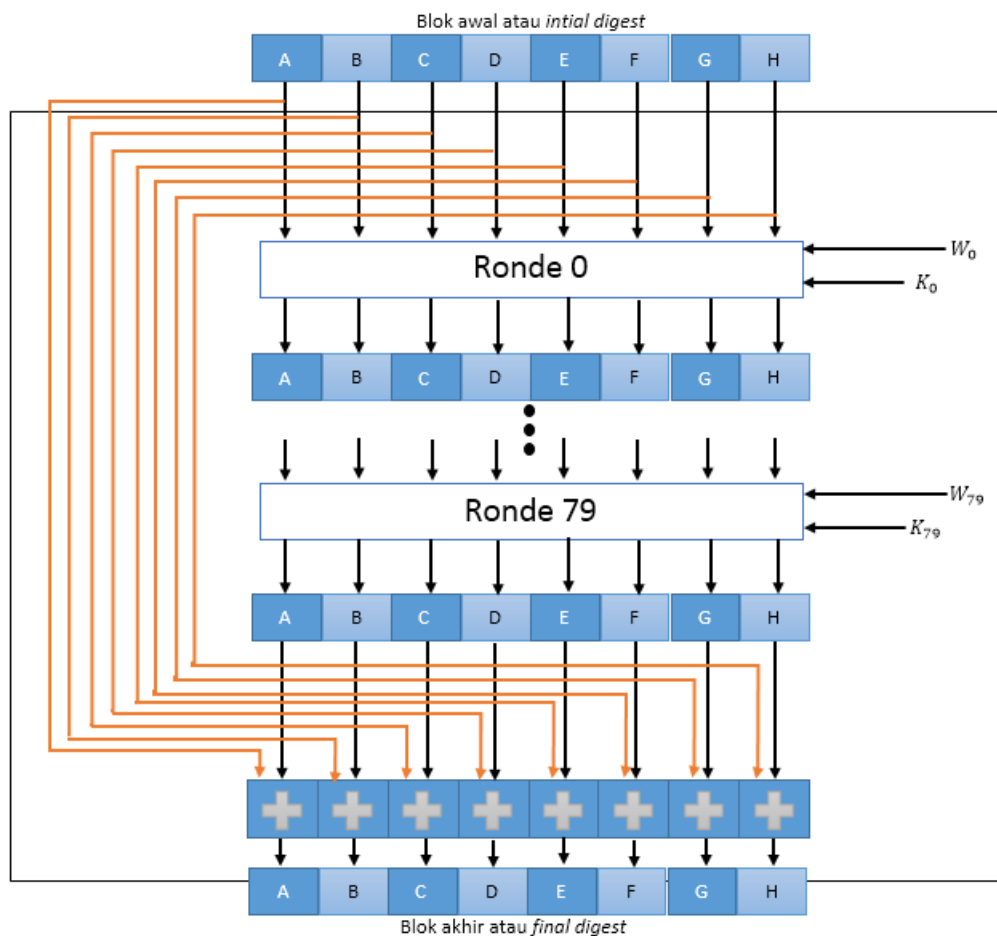 Blok awal atau intial digest
A B C D E F G H
Ronde 0
W₀
K₀
A B C D E F G H
Ronde 79
W₇₉
K₇₉
A B C D E F G H
A B C D E F G H
Blok akhir atau final digest